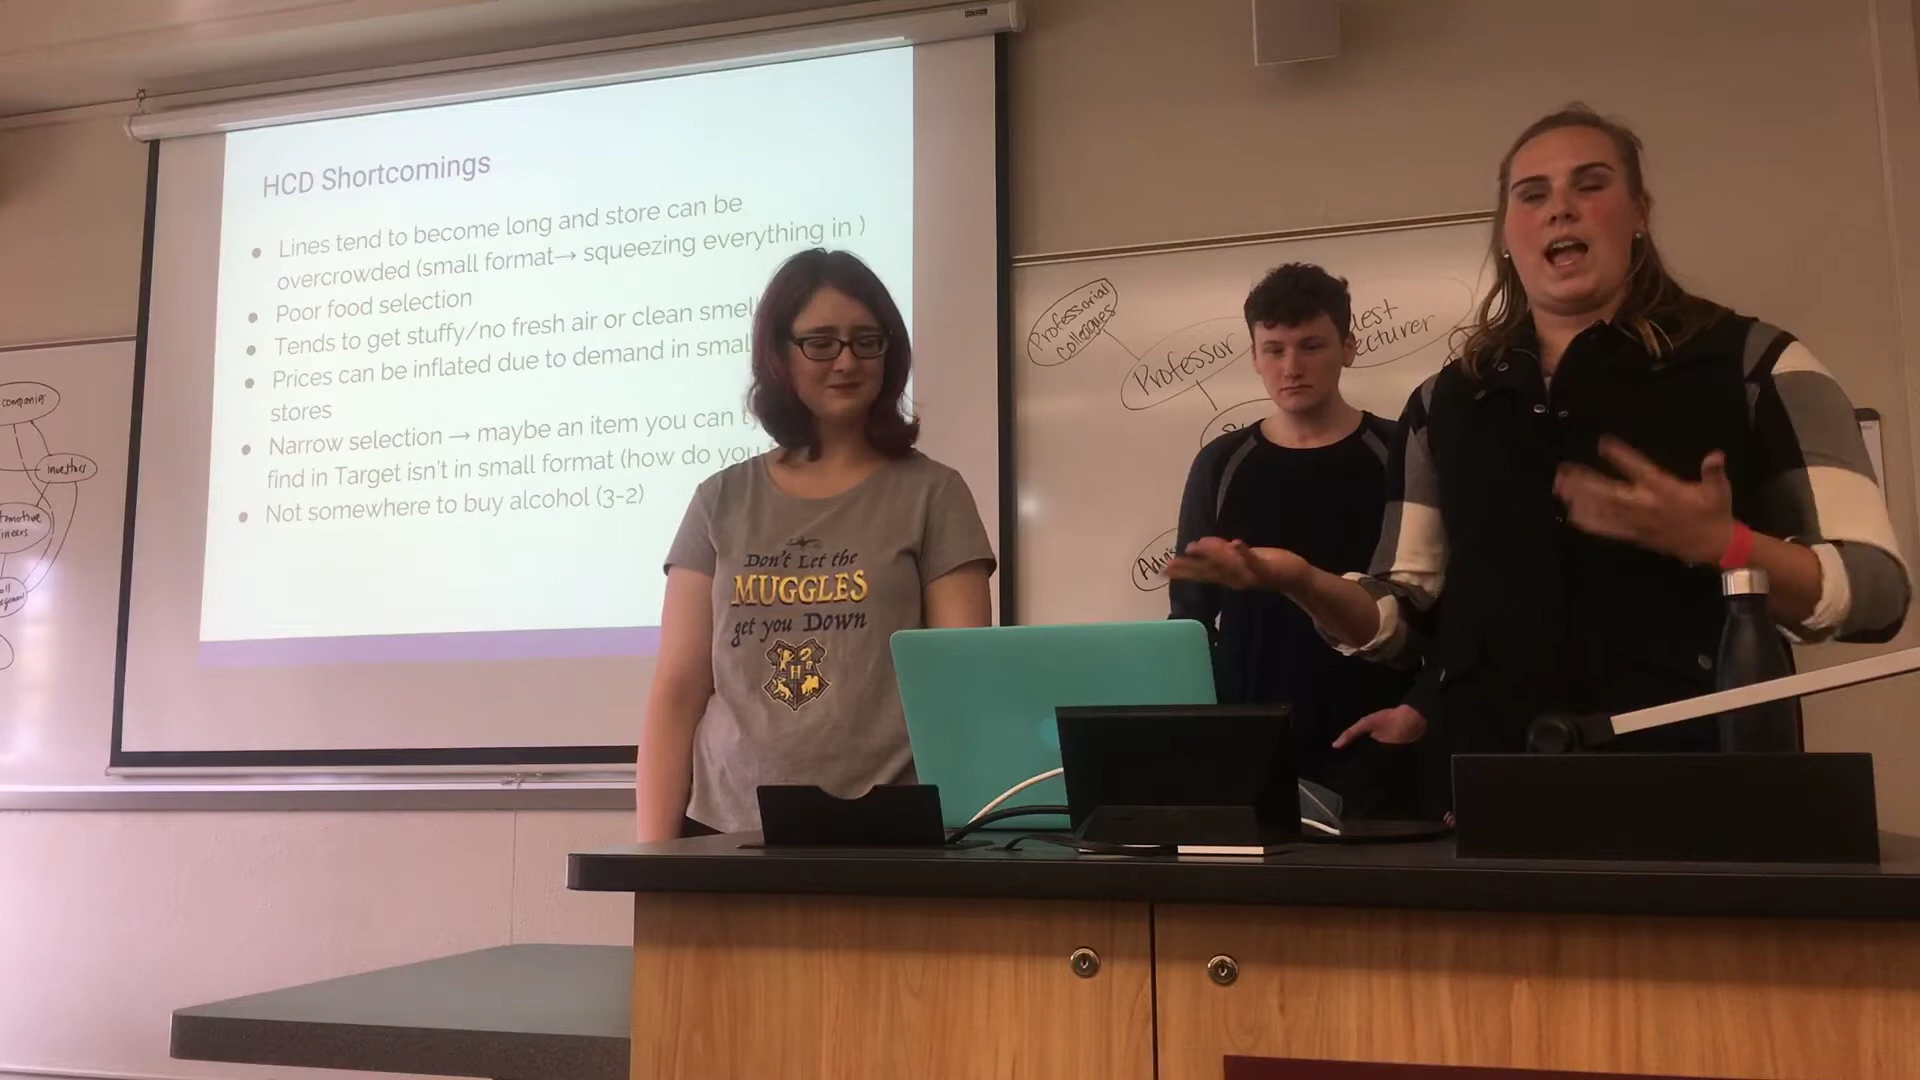 HCD Shortcomings
Lines tend to become long and store can be
overcrowded (small format→ squeezing everything in )
Poor food selection
Tends to get stuffy/no fresh air or clean smell
Prices can be inflated due to demand in small
stores
Narrow selection → maybe an item you can
find in Target isn't in small format (how do you
Not somewhere to buy alcohol (3-2)
Don't Let the
MUGGLES
get you Down
H
Professorial
Colleagues
Professor
companies
investors